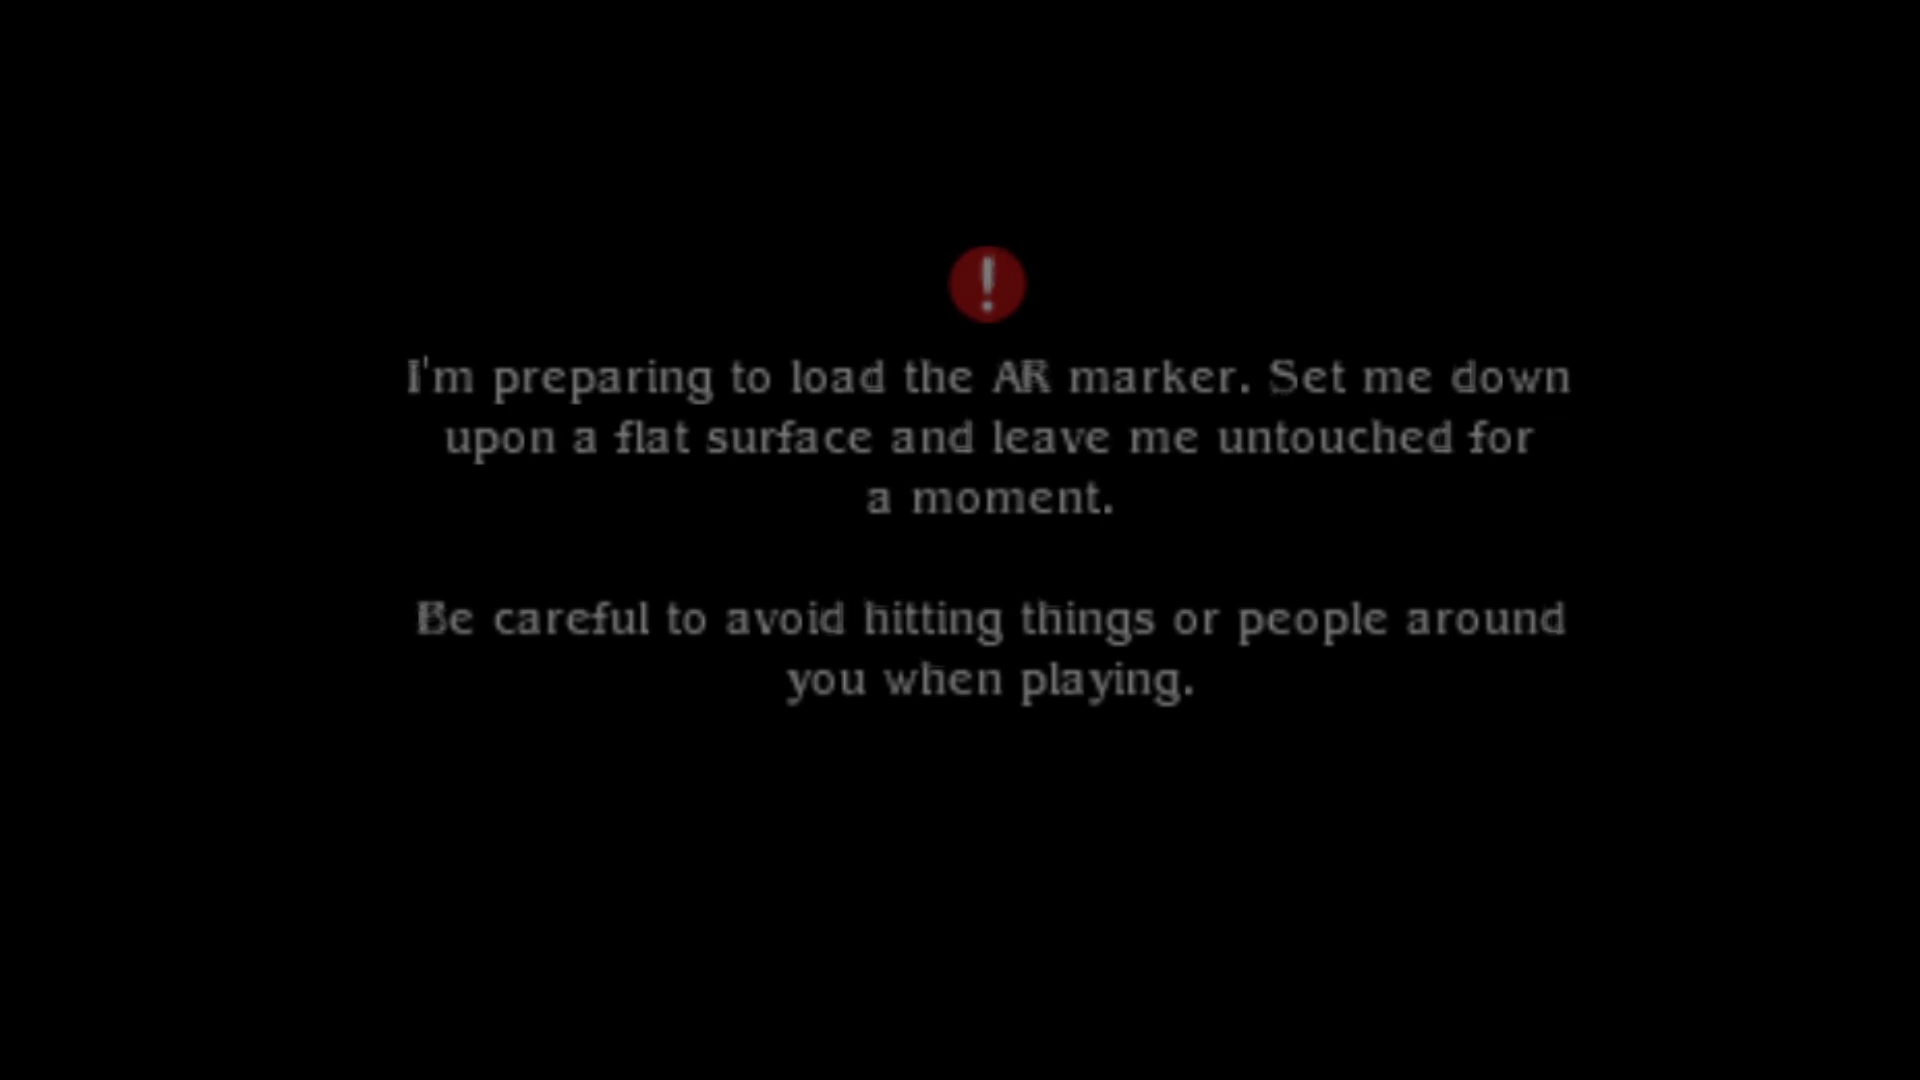 !
I'm preparing to load the AR marker. Set me down
upon a flat surface and leave me untouched for
a moment.
Be careful to avoid hitting things or people around
you when playing.